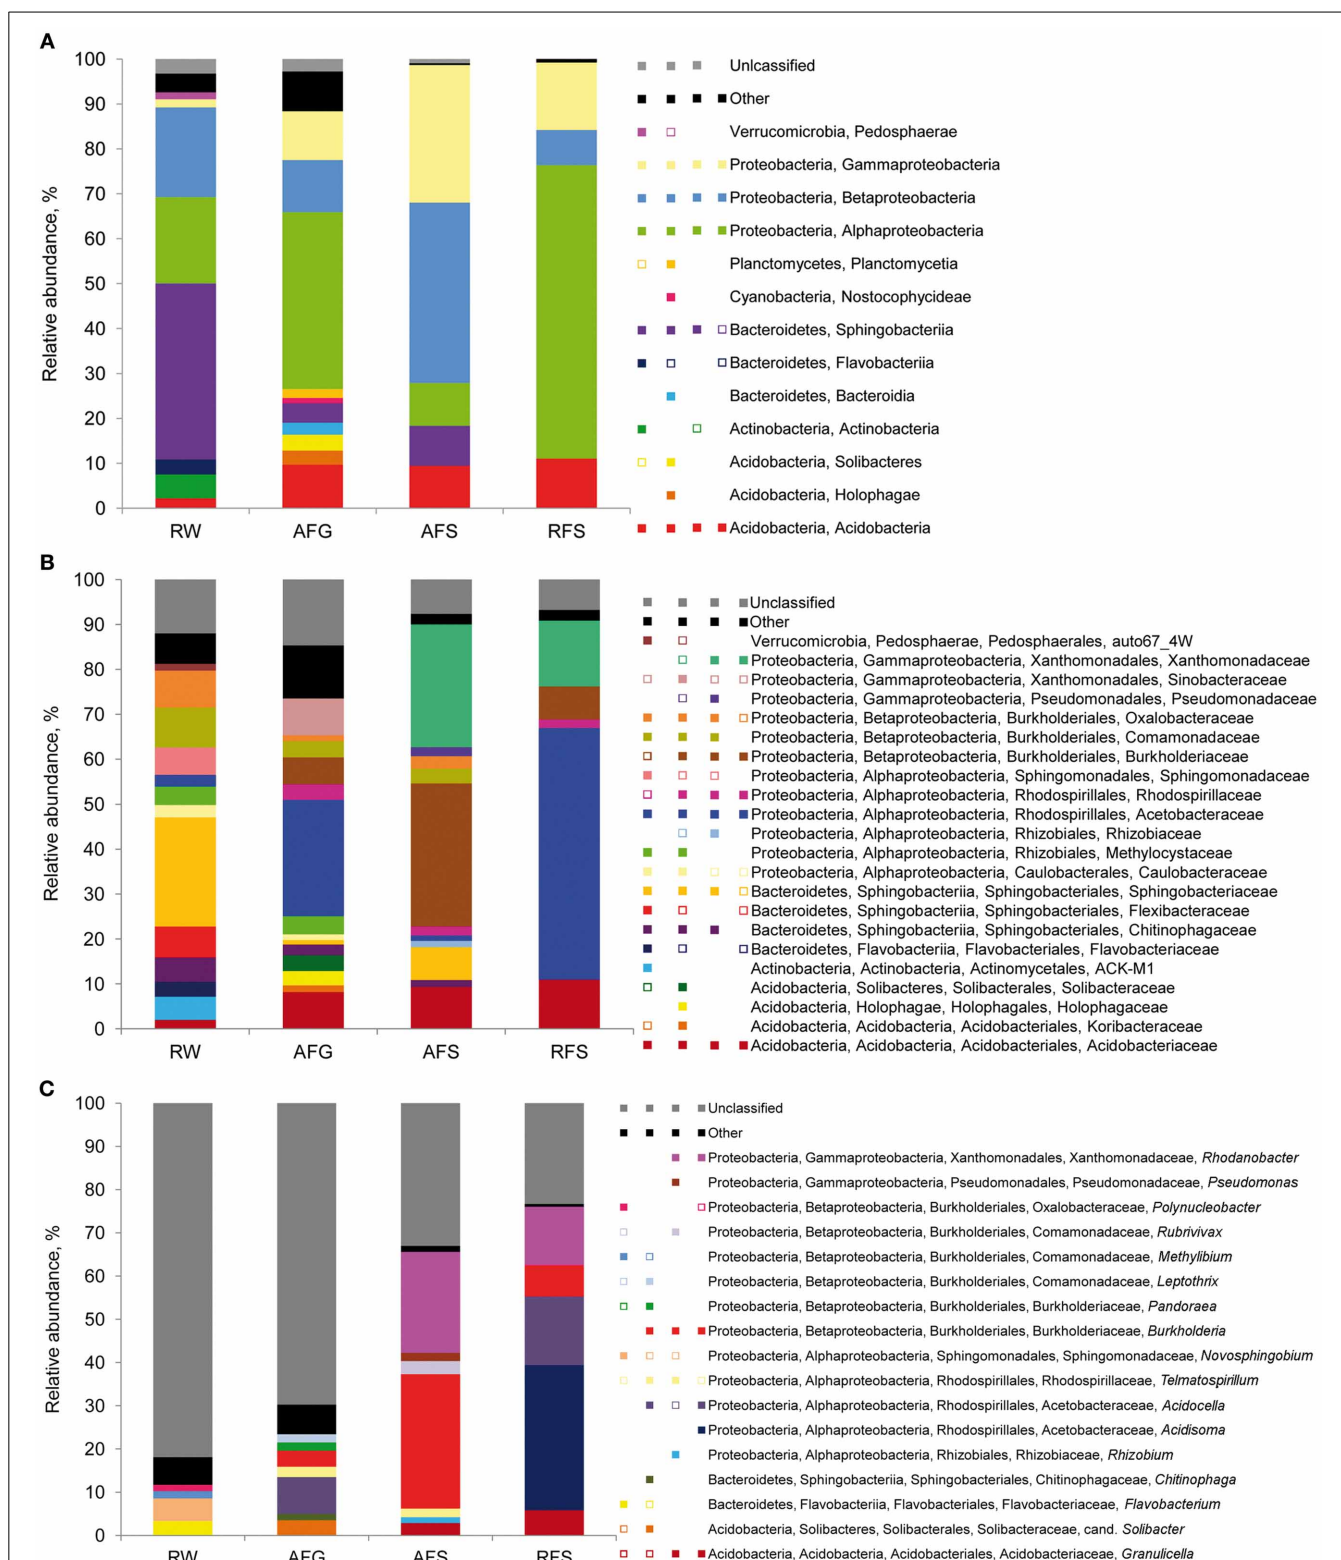 A
100
90
80
70
60
50
40
30
20
10
0
Relative abundance, %
RW
AFG
AFS
RFS
Unlcassified
Other
Verrucomicrobia, Pedosphaerae
Proteobacteria, Gammaproteobacteria
Proteobacteria, Betaproteobacteria
Proteobacteria, Alphaproteobacteria
Planctomycetes, Planctomycetia
Cyanobacteria, Nostocophycideae
Bacteroidetes, Sphingobacteriia
Bacteroidetes, Flavobacteriia
Bacteroidetes, Bacteroidia
Actinobacteria, Actinobacteria
Acidobacteria, Solibacteres
Acidobacteria, Holophagae
Acidobacteria, Acidobacteria
B
100
90
80
70
60
50
40
30
20
10
0
Relative abundance, %
RW
AFG
AFS
RFS
Unclassified
Other
Verrucomicrobia, Pedosphaerae, Pedosphaerales, auto67_4W
Proteobacteria, Gammaproteobacteria, Xanthomonadales, Xanthomonadaceae
Proteobacteria, Gammaproteobacteria, Xanthomonadales, Sinobacteraceae
Proteobacteria, Gammaproteobacteria, Pseudomonadales, Pseudomonadaceae
Proteobacteria, Betaproteobacteria, Burkholderiales, Oxalobacteraceae
Proteobacteria, Betaproteobacteria, Burkholderiales, Comamonadaceae
Proteobacteria, Betaproteobacteria, Burkholderiales, Burkholderiaceae
Proteobacteria, Alphaproteobacteria, Sphingomonadales, Sphingomonadaceae
Proteobacteria, Alphaproteobacteria, Rhodospirillales, Rhodospirillaceae
Proteobacteria, Alphaproteobacteria, Rhodospirillales, Acetobacteraceae
Proteobacteria, Alphaproteobacteria, Rhizobiales, Rhizobiaceae
Proteobacteria, Alphaproteobacteria, Rhizobiales, Methylocystaceae
Proteobacteria, Alphaproteobacteria, Caulobacterales, Caulobacteraceae
Bacteroidetes, Sphingobacteriia, Sphingobacteriales, Sphingobacteriaceae
Bacteroidetes, Sphingobacteriia, Sphingobacteriales, Flexibacteraceae
Bacteroidetes, Sphingobacteriia, Sphingobacteriales, Chitinophagaceae
Bacteroidetes, Flavobacteriia, Flavobacteriales, Flavobacteriaceae
Actinobacteria, Actinobacteria, Actinomycetales, ACK-M1
Acidobacteria, Solibacteres, Solibacterales, Solibacteraceae
Acidobacteria, Holophagae, Holophagales, Holophagaceae
Acidobacteria, Acidobacteria, Acidobacteriales, Koribacteraceae
Acidobacteria, Acidobacteria, Acidobacteriales, Acidobacteriaceae
C
100
90
80
70
60
50
40
30
20
10
0
Relative abundance, %
RW
AFG
AFS
RFS
Unclassified
Other
Proteobacteria, Gammaproteobacteria, Xanthomonadales, Xanthomonadaceae, Rhodanobacter
Proteobacteria, Gammaproteobacteria, Pseudomonadales, Pseudomonadaceae, Pseudomonas
Proteobacteria, Betaproteobacteria, Burkholderiales, Oxalobacteraceae, Polynucleobacter
Proteobacteria, Betaproteobacteria, Burkholderiales, Comamonadaceae, Rubrivivax
Proteobacteria, Betaproteobacteria, Burkholderiales, Comamonadaceae, Methylibium
Proteobacteria, Betaproteobacteria, Burkholderiales, Comamonadaceae, Leptothrix
Proteobacteria, Betaproteobacteria, Burkholderiales, Burkholderiaceae, Pandoraea
Proteobacteria, Betaproteobacteria, Burkholderiales, Burkholderiaceae, Burkholderia
Proteobacteria, Alphaproteobacteria, Sphingomonadales, Sphingomonadaceae, Novosphingobium
Proteobacteria, Alphaproteobacteria, Rhodospirillales, Rhodospirillaceae, Telmatospirillum
Proteobacteria, Alphaproteobacteria, Rhodospirillales, Acetobacteraceae, Acidocella
Proteobacteria, Alphaproteobacteria, Rhodospirillales, Acetobacteraceae, Acidisoma
Proteobacteria, Alphaproteobacteria, Rhizobiales, Rhizobiaceae, Rhizobium
Bacteroidetes, Sphingobacteriia, Sphingobacteriales, Chitinophagaceae, Chitinophaga
Bacteroidetes, Flavobacteriia, Flavobacteriales, Flavobacteriaceae, Flavobacterium
Acidobacteria, Solibacteres, Solibacterales, Solibacteraceae, cand. Solibacter
Acidobacteria, Acidobacteria, Acidobacteriales, Acidobacteriaceae, Granulicella